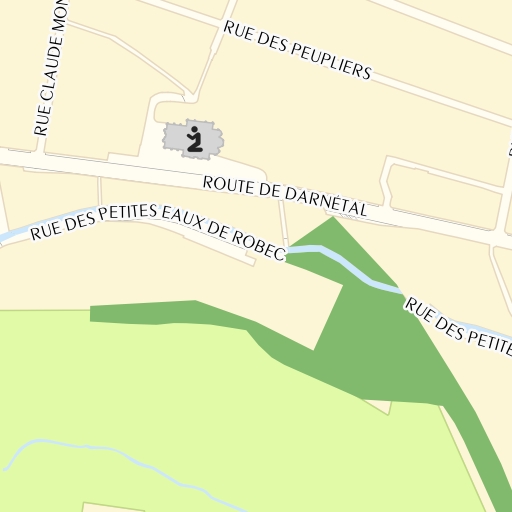 RUE CLAUDE MON
RUE DES PEUPLIERS
ROUTE DE DARNÉTAL
RUE DES PETITES EAUX DE ROBEC
RUE DES PETITE